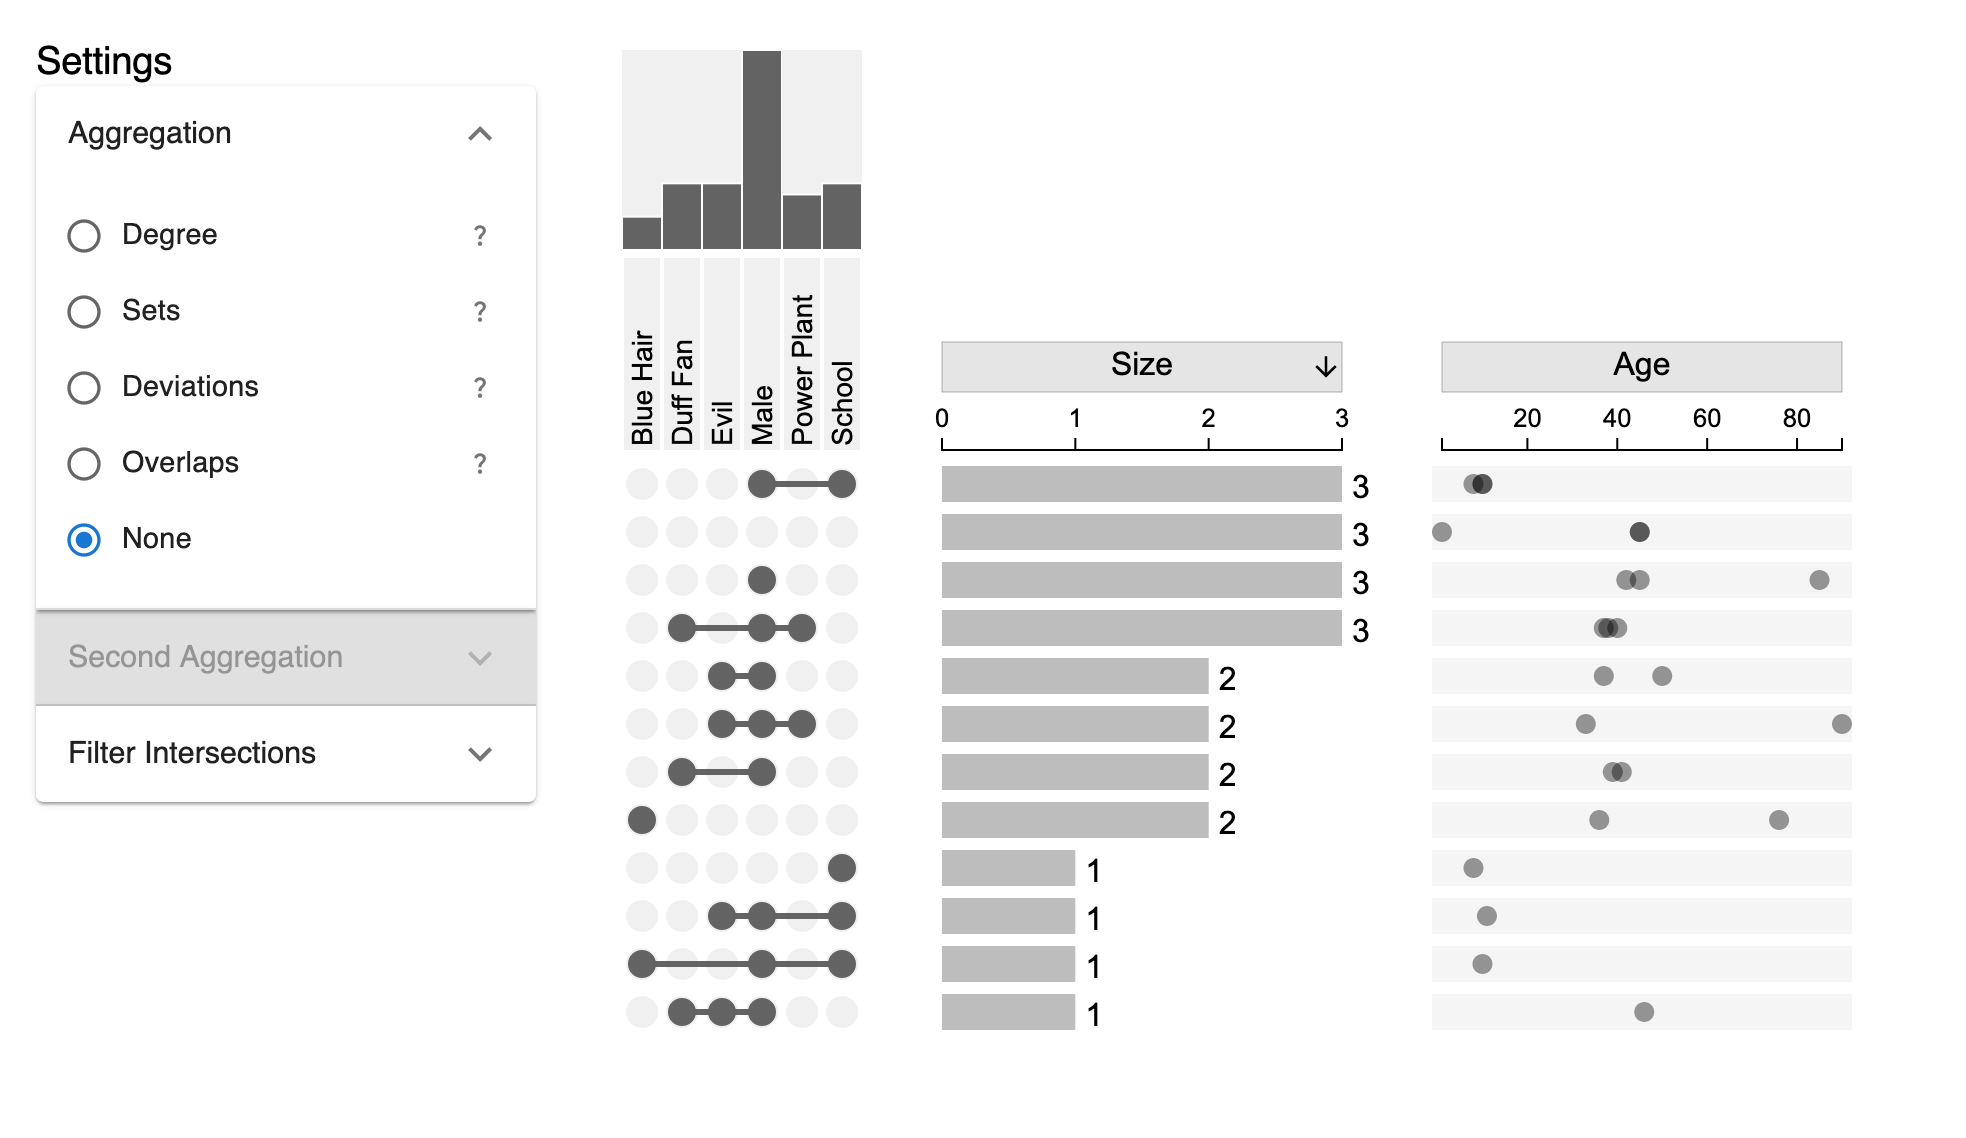 Settings
Aggregation
Degree ?
Sets ?
Deviations ?
Overlaps ?
None
Second Aggregation
Filter Intersections
Blue Hair
Duff Fan
Evil
Male
Power Plant
School
Size
0 1 2 3
Age
20 40 60 80
3
3
3
3
2
2
2
2
1
1
1
1